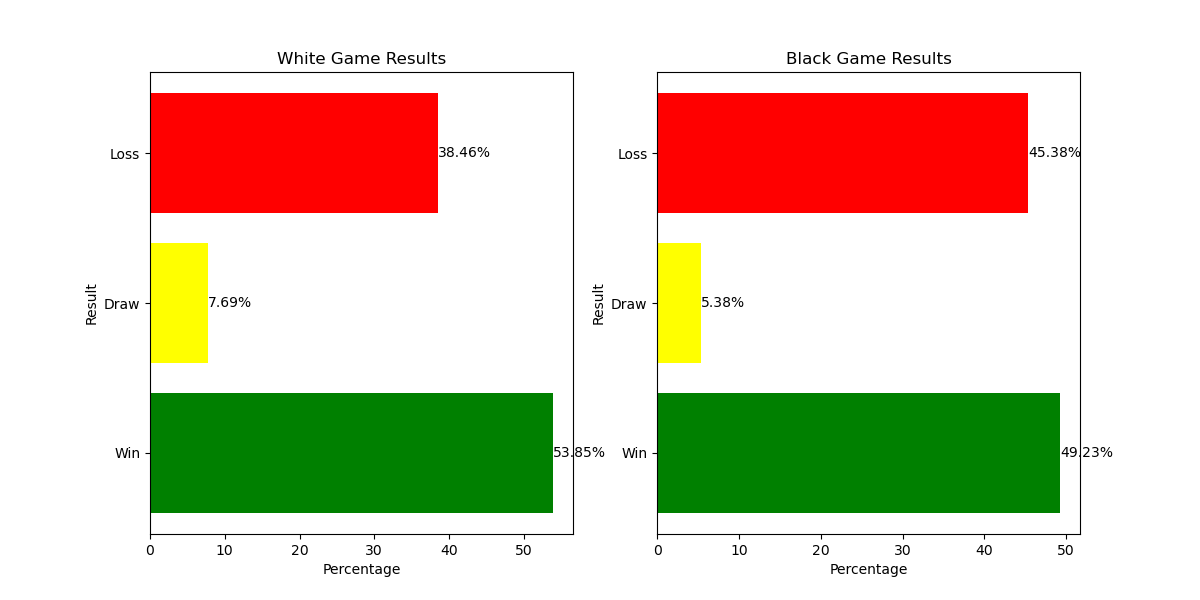 White Game Results
Loss
38.46%
Draw
7.69%
Win
53.85%
Result
0 10 20 30 40 50
Percentage
Black Game Results
Loss
45.38%
Draw
5.38%
Win
49.23%
Result
0 10 20 30 40 50
Percentage